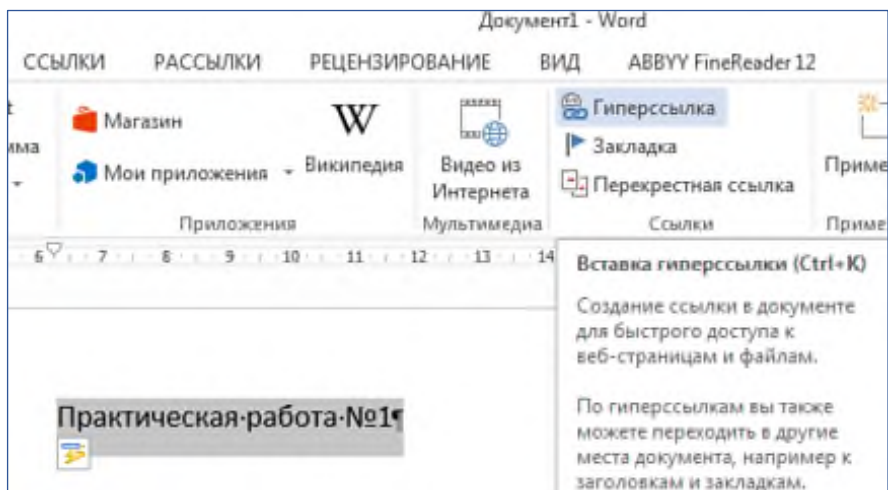 Документ1 - Word
ССЫЛКИ РАССЫЛКИ РЕЦЕНЗИРОВАНИЕ ВИД ABBYY FineReader 12
Магазин
Мои приложения
Википедия
Видео из
Интернета
Гиперссылка
Закладка
Перекрестная ссылка
Приме
Приложения Мультимедиа Ссылки Приме
6 7 8 9 10 11 12 13 14
Практическая·работа·№1¶
Вставка гиперссылки (Ctrl+K)
Создание ссылки в документе
для быстрого доступа к
веб-страницам и файлам.
По гиперссылкам вы также
можете переходить в другие
места документа, например к
заголовкам и закладкам.